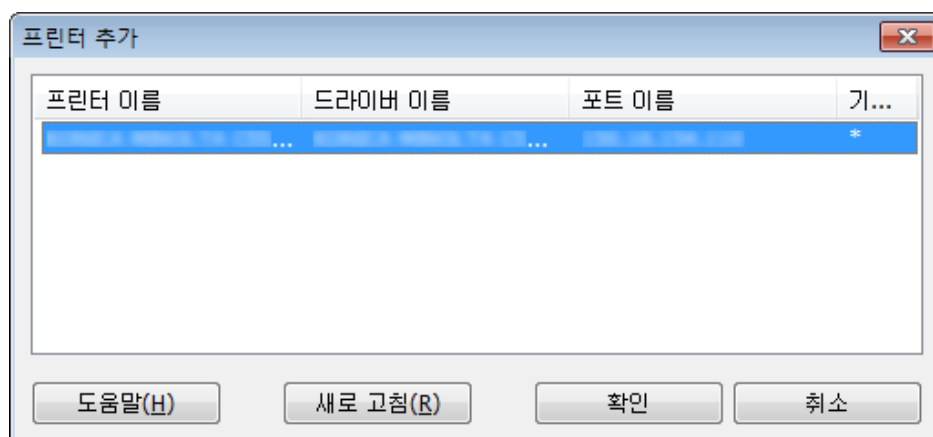 프린터 추가
프린터 이름 드라이버 이름 포트 이름 기...
... ... *
도움말(H) 새로 고침(R) 확인 취소